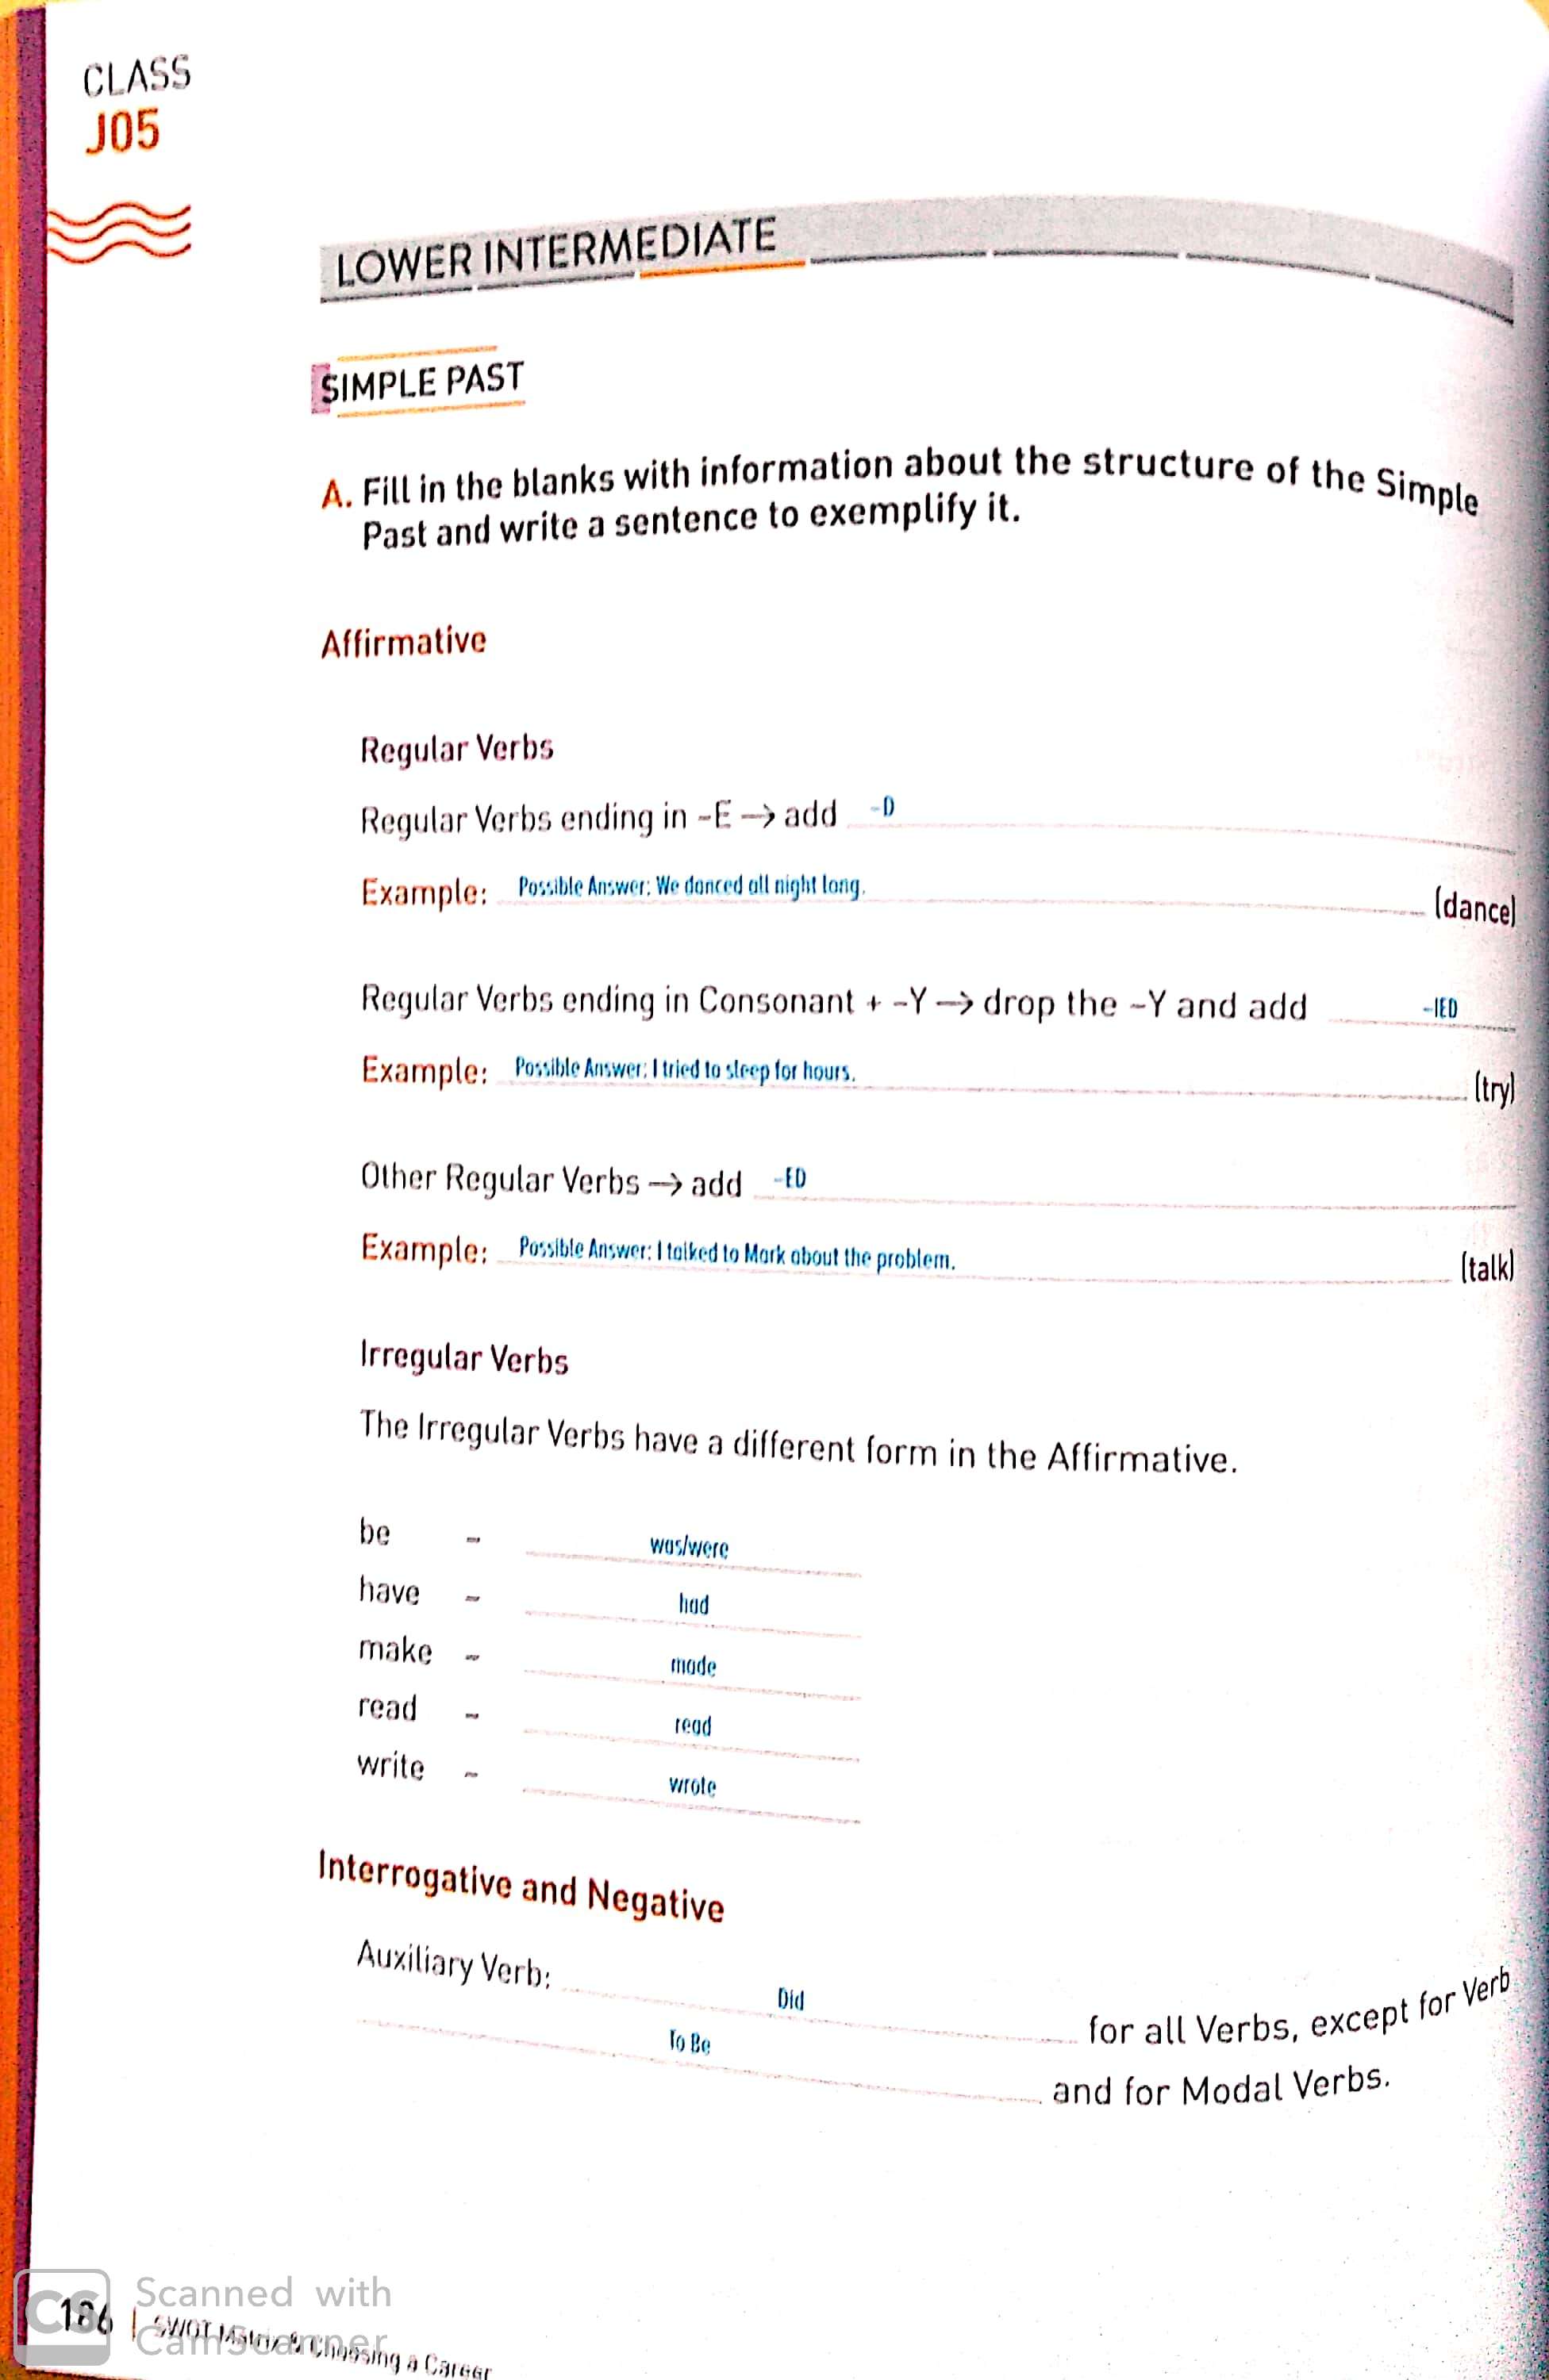 CLASS
J05
LOWER INTERMEDIATE
SIMPLE PAST
A. Fill in the blanks with information about the structure of the Simple
Past and write a sentence to exemplify it.
Affirmative
Regular Verbs
Regular Verbs ending in -E → add -D
Example: Possible Answer: We danced all night long. (dance)
Regular Verbs ending in Consonant + -Y → drop the -Y and add -IED
Example: Possible Answer: I tried to sleep for hours. (try)
Other Regular Verbs → add -ED
Example: Possible Answer: I talked to Mark about the problem. (talk)
Irregular Verbs
The Irregular Verbs have a different form in the Affirmative.
be - was/were
have - had
make - made
read - read
write - wrote
Interrogative and Negative
Auxiliary Verb: Did for all Verbs, except for Verb
To Be and for Modal Verbs.
186 | SWOT Matrix & Choosing a Career
CS Scanned with
CamScanner